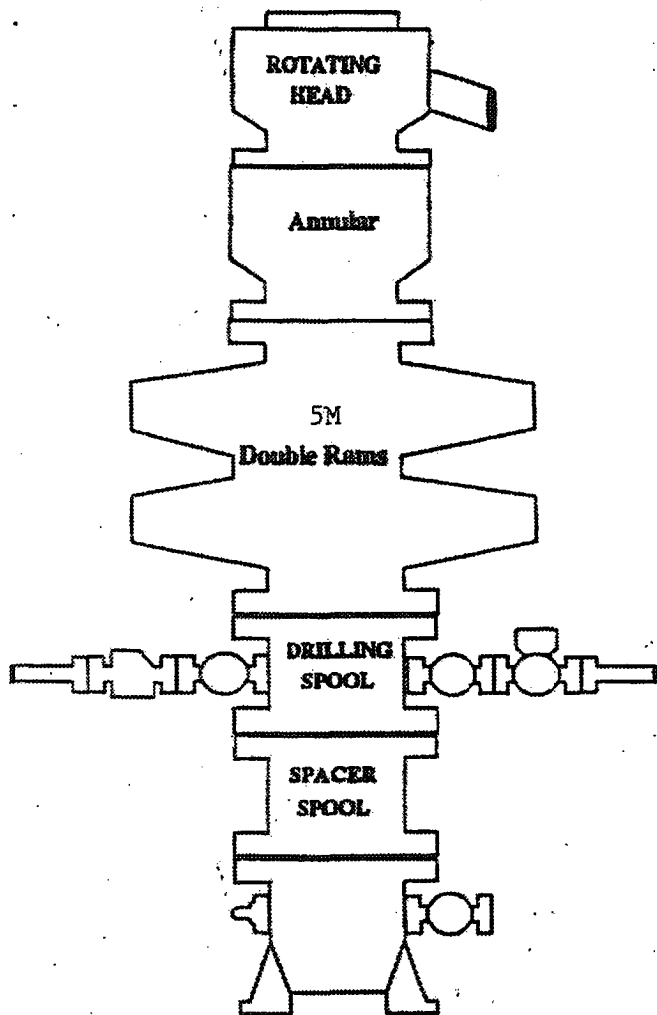 ROTATING
HEAD
Annular
5M
Double Rams
DRILLING
SPOOL
SPACER
SPOOL